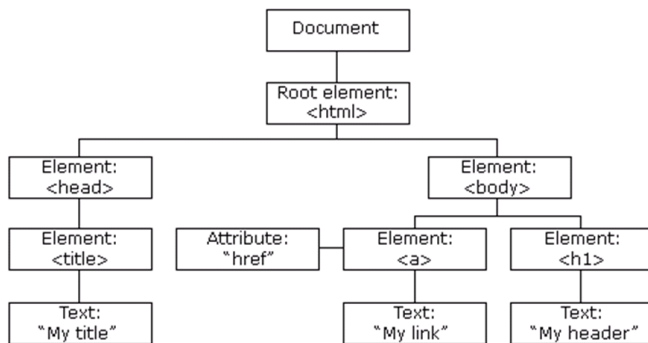 Document
Root element:
<html>
Element:
<head>
Element:
<body>
Element:
<title>
Attribute:
“href”
Element:
<a>
Element:
<h1>
Text:
“My title”
Text:
“My link”
Text:
“My header”